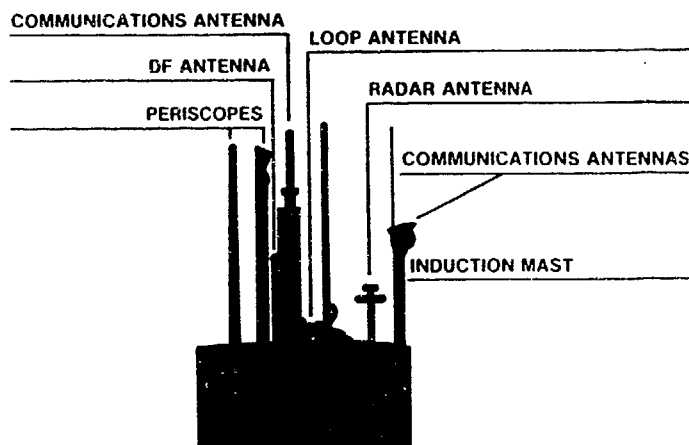 COMMUNICATIONS ANTENNA
LOOP ANTENNA
DF ANTENNA
RADAR ANTENNA
PERISCOPES
COMMUNICATIONS ANTENNAS
INDUCTION MAST